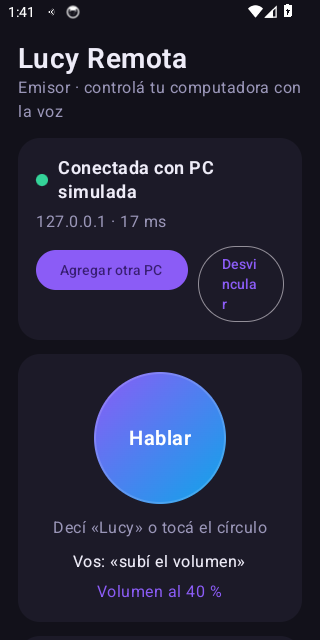 1:41
Lucy Remota
Emisor · controlá tu computadora con
la voz
Conectada con PC
simulada
127.0.0.1 · 17 ms
Agregar otra PC
Desvi
ncula
r
Hablar
Decí «Lucy» o tocá el círculo
Vos: «subí el volumen»
Volumen al 40 %